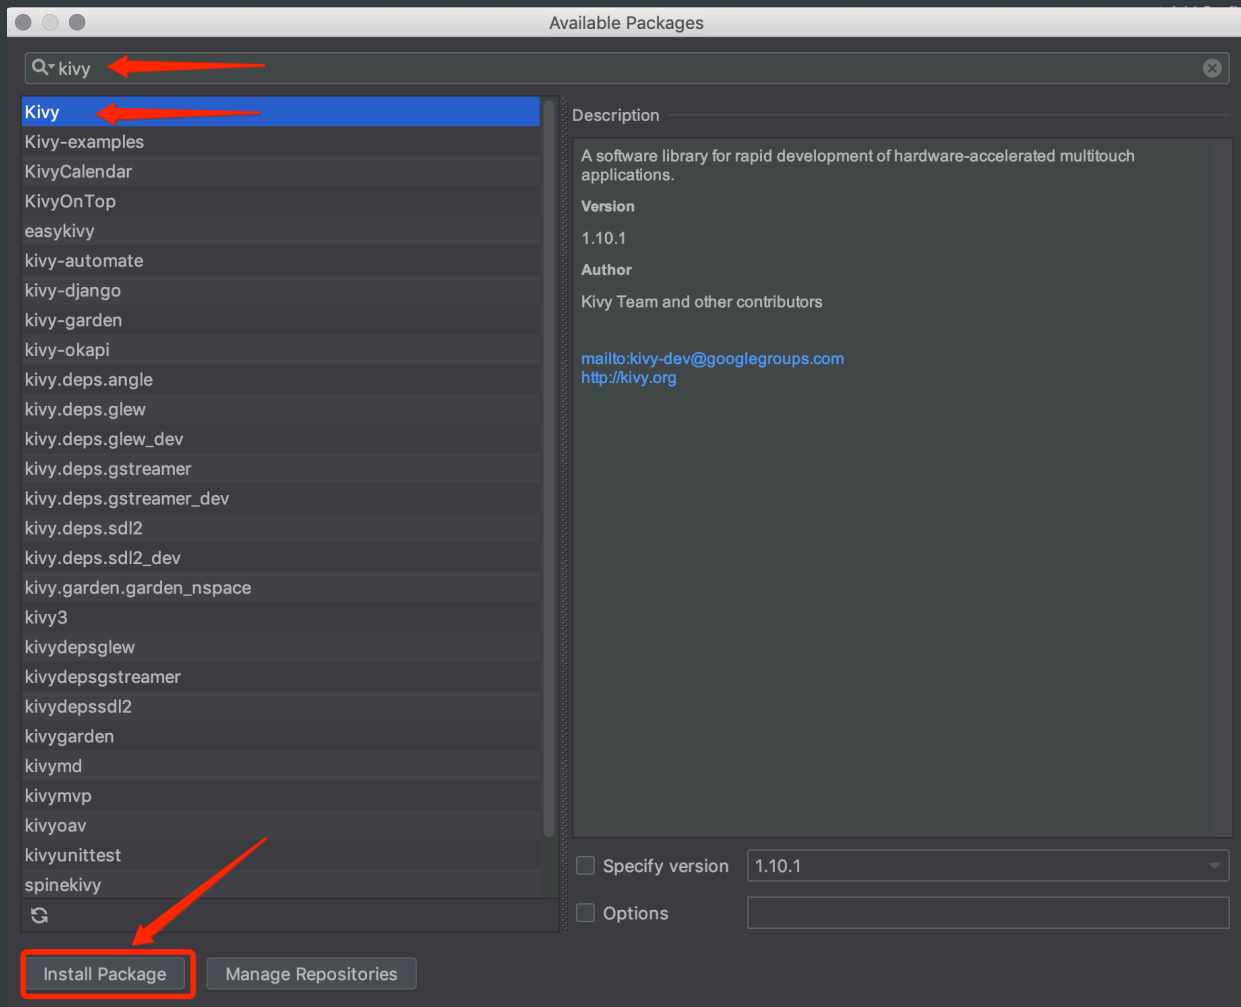 Available Packages
kivy
Kivy
Kivy-examples
KivyCalendar
KivyOnTop
easykivy
kivy-automate
kivy-django
kivy-garden
kivy-okapi
kivy.deps.angle
kivy.deps.glew
kivy.deps.glew_dev
kivy.deps.gstreamer
kivy.deps.gstreamer_dev
kivy.deps.sdl2
kivy.deps.sdl2_dev
kivy.garden.garden_nspace
kivy3
kivydepsglew
kivydepsgstreamer
kivydepssdl2
kivygarden
kivymd
kivymvp
kivyoav
kivyunittest
spinekivy
Description
A software library for rapid development of hardware-accelerated multitouch
applications.
Version
1.10.1
Author
Kivy Team and other contributors
mailto:kivy-dev@googlegroups.com
http://kivy.org
Specify version
1.10.1
Options
Install Package
Manage Repositories